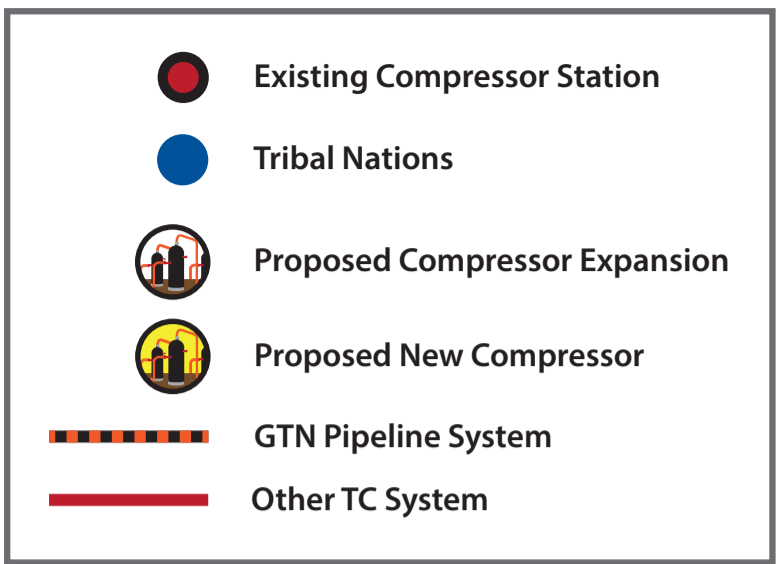 Existing Compressor Station
Tribal Nations
Proposed Compressor Expansion
Proposed New Compressor
GTN Pipeline System
Other TC System